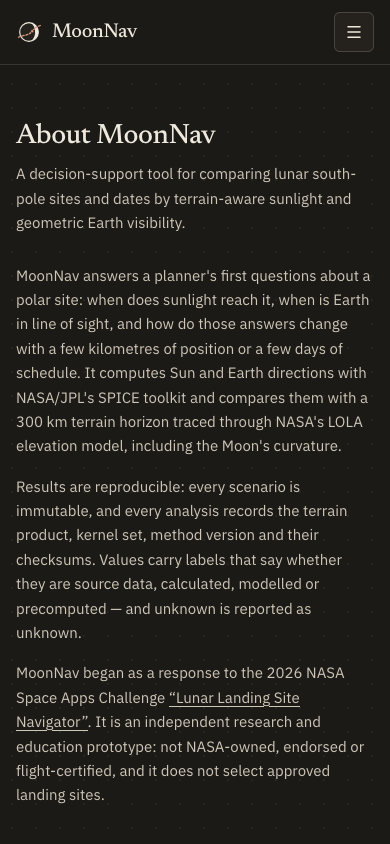 MoonNav
About MoonNav
A decision-support tool for comparing lunar south-
pole sites and dates by terrain-aware sunlight and
geometric Earth visibility.
MoonNav answers a planner's first questions about a
polar site: when does sunlight reach it, when is Earth
in line of sight, and how do those answers change
with a few kilometres of position or a few days of
schedule. It computes Sun and Earth directions with
NASA/JPL's SPICE toolkit and compares them with a
300 km terrain horizon traced through NASA's LOLA
elevation model, including the Moon's curvature.
Results are reproducible: every scenario is
immutable, and every analysis records the terrain
product, kernel set, method version and their
checksums. Values carry labels that say whether
they are source data, calculated, modelled or
precomputed — and unknown is reported as
unknown.
MoonNav began as a response to the 2026 NASA
Space Apps Challenge “Lunar Landing Site
Navigator”. It is an independent research and
education prototype: not NASA-owned, endorsed or
flight-certified, and it does not select approved
landing sites.